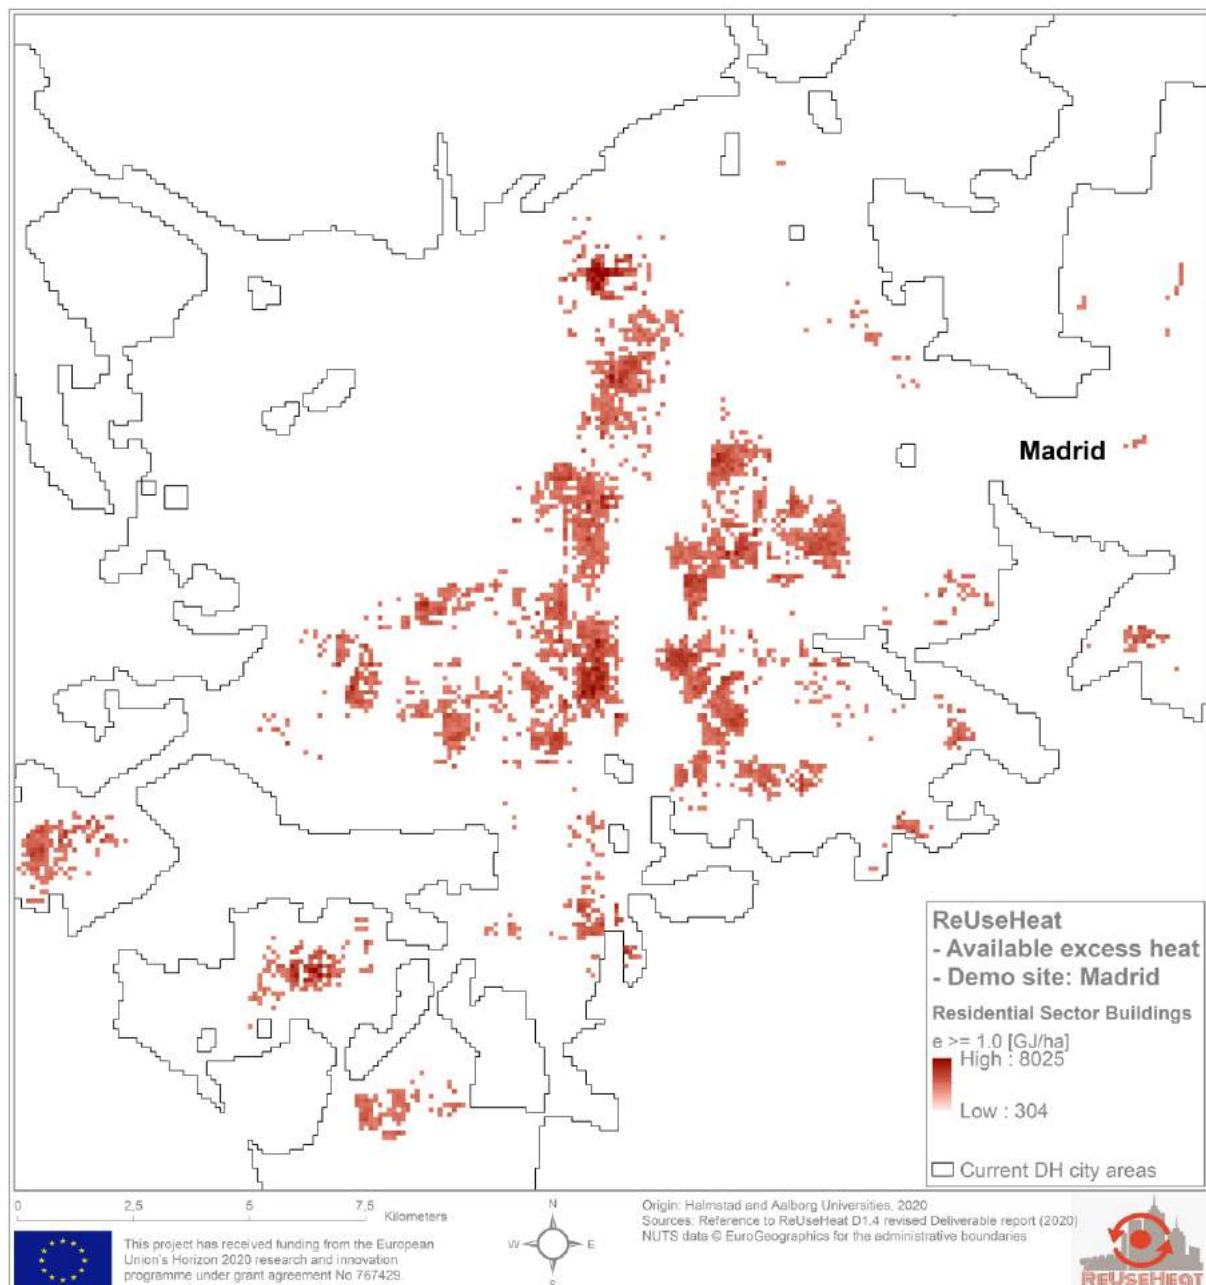 Madrid
ReUseHeat
- Available excess heat
- Demo site: Madrid
Residential Sector Buildings
e >= 1.0 [GJ/ha]
High : 8025
Low : 304
Current DH city areas
0 2,5 5 7,5
Kilometers
N
W E
S
This project has received funding from the European
Union's Horizon 2020 research and innovation
programme under grant agreement No 767429.
Origin: Halmstad and Aalborg Universities, 2020
Sources: Reference to ReUseHeat D1.4 revised Deliverable report (2020)
NUTS data © EuroGeographics for the administrative boundaries
REUSEHEAT